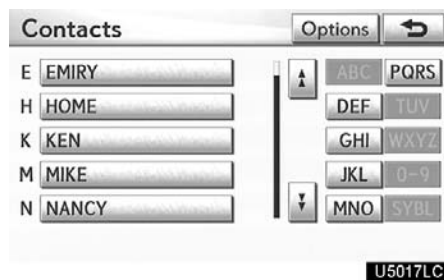 Contacts Options
E EMIRY ABC PQRS
H HOME DEF TUV
K KEN GHI WXYZ
M MIKE JKL 0-9
N NANCY MNO SYBL
U5017LC